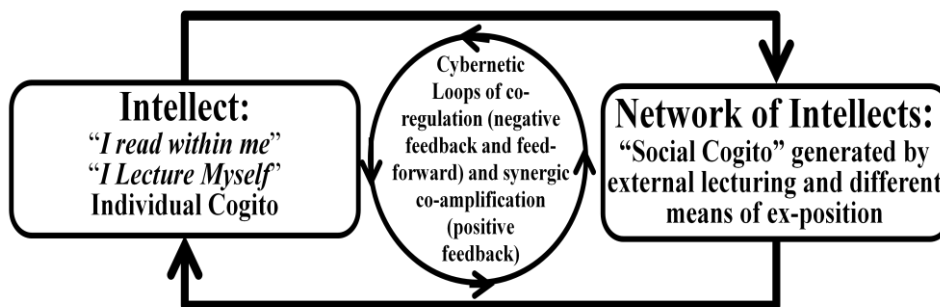 Intellect:
“I read within me”
“I Lecture Myself’
Individual Cogito
Cybernetic
Loops of co-
regulation (negative
feedback and feed-
forward) and synergic
co-amplification
(positive
feedback)
Network of Intellects:
“Social Cogito” generated by
external lecturing and different
means of ex-position